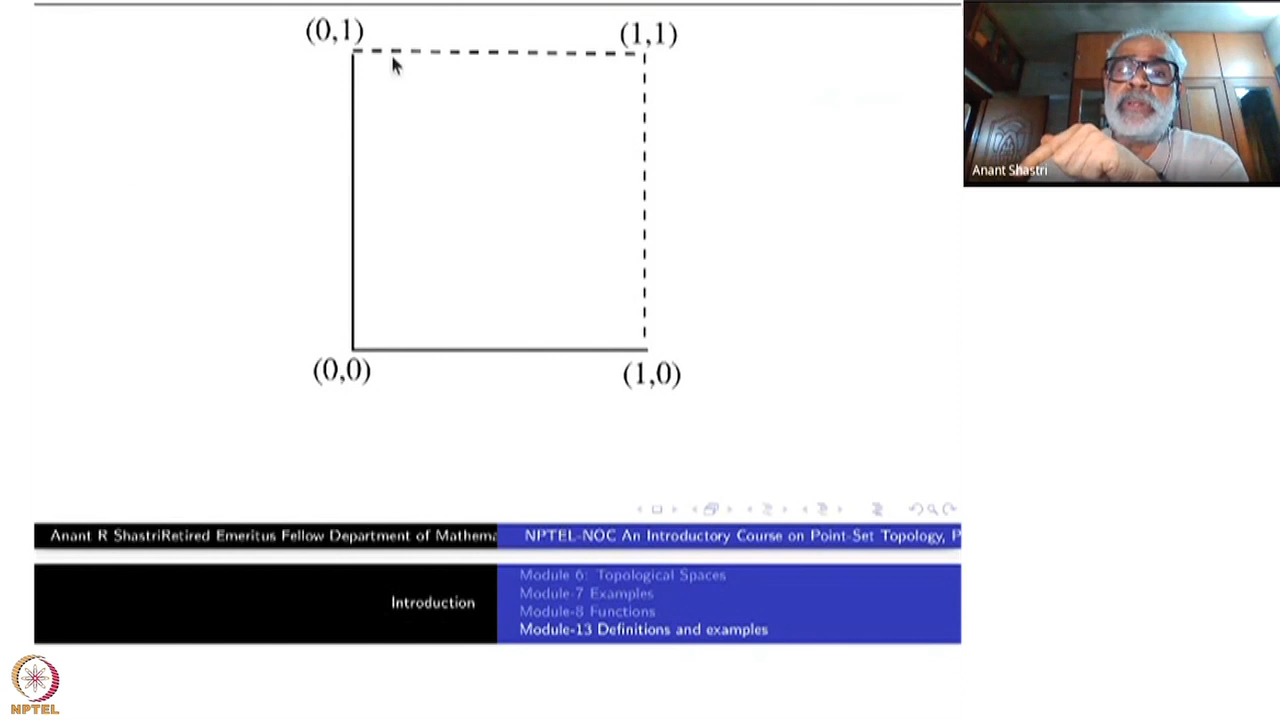 (0,1) (1,1)
Anant Shastri
(0,0) (1,0)
Anant R ShastriRetired Emeritus Fellow Department of Mathema
NPTEL-NOC An Introductory Course on Point-Set Topology, P
Introduction
Module 6: Topological Spaces
Module-7 Examples
Module-8 Functions
Module-13 Definitions and examples
NPTEL